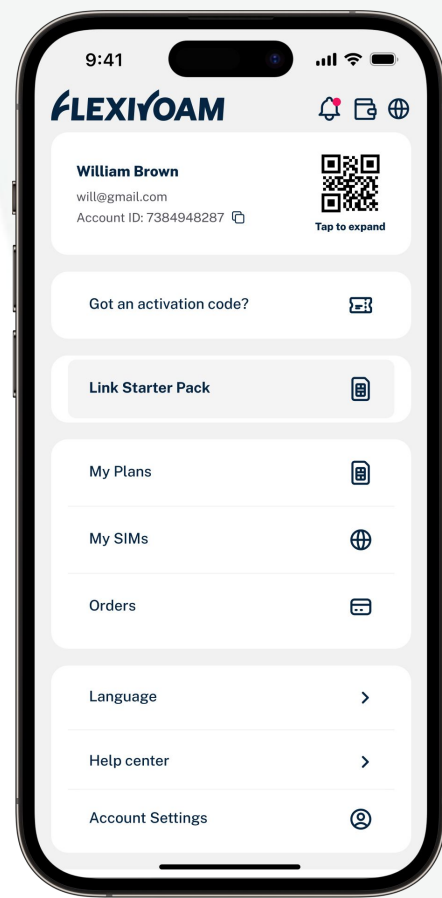 9:41
FLEXIROAM
William Brown
will@gmail.com
Account ID: 7384948287
Tap to expand
Got an activation code?
Link Starter Pack
My Plans
My SIMs
Orders
Language
Help center
Account Settings